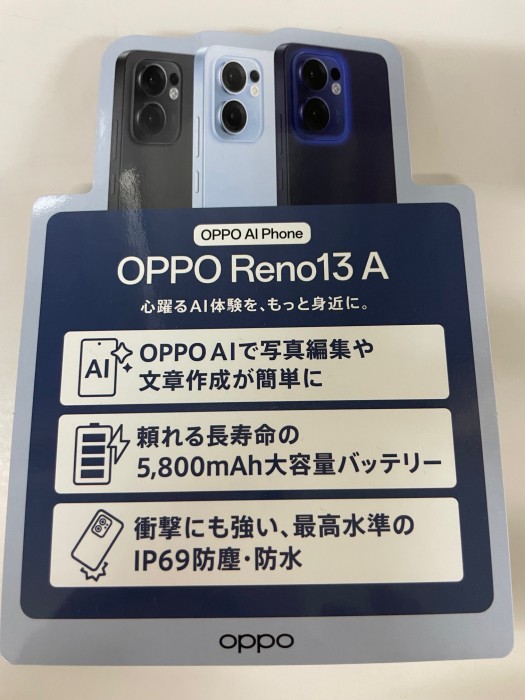 OPPO AI Phone
OPPO Reno13 A
心躍るAI体験を、もっと身近に。
AI
OPPO AIで写真編集や
文章作成が簡単に
頼れる長寿命の
5,800mAh大容量バッテリー
衝撃にも強い、最高水準の
IP69防塵・防水
oppo